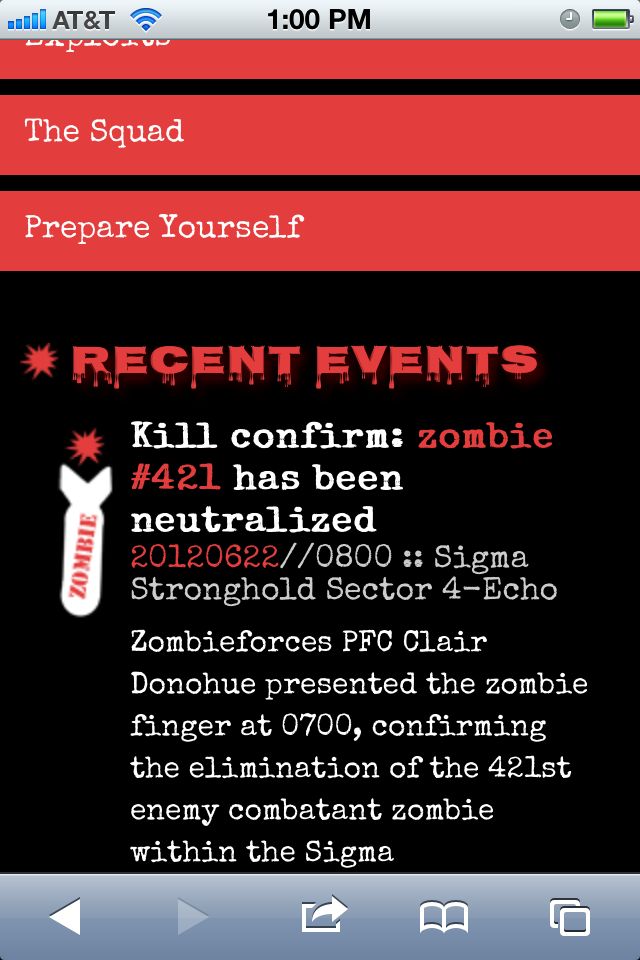 AT&T 1:00 PM
Exploits
The Squad
Prepare Yourself
RECENT EVENTS
Kill confirm: zombie
#421 has been
neutralized
20120622//0800 :: Sigma
Stronghold Sector 4-Echo
ZOMBIE
Zombieforces PFC Clair
Donohue presented the zombie
finger at 0700, confirming
the elimination of the 421st
enemy combatant zombie
within the Sigma